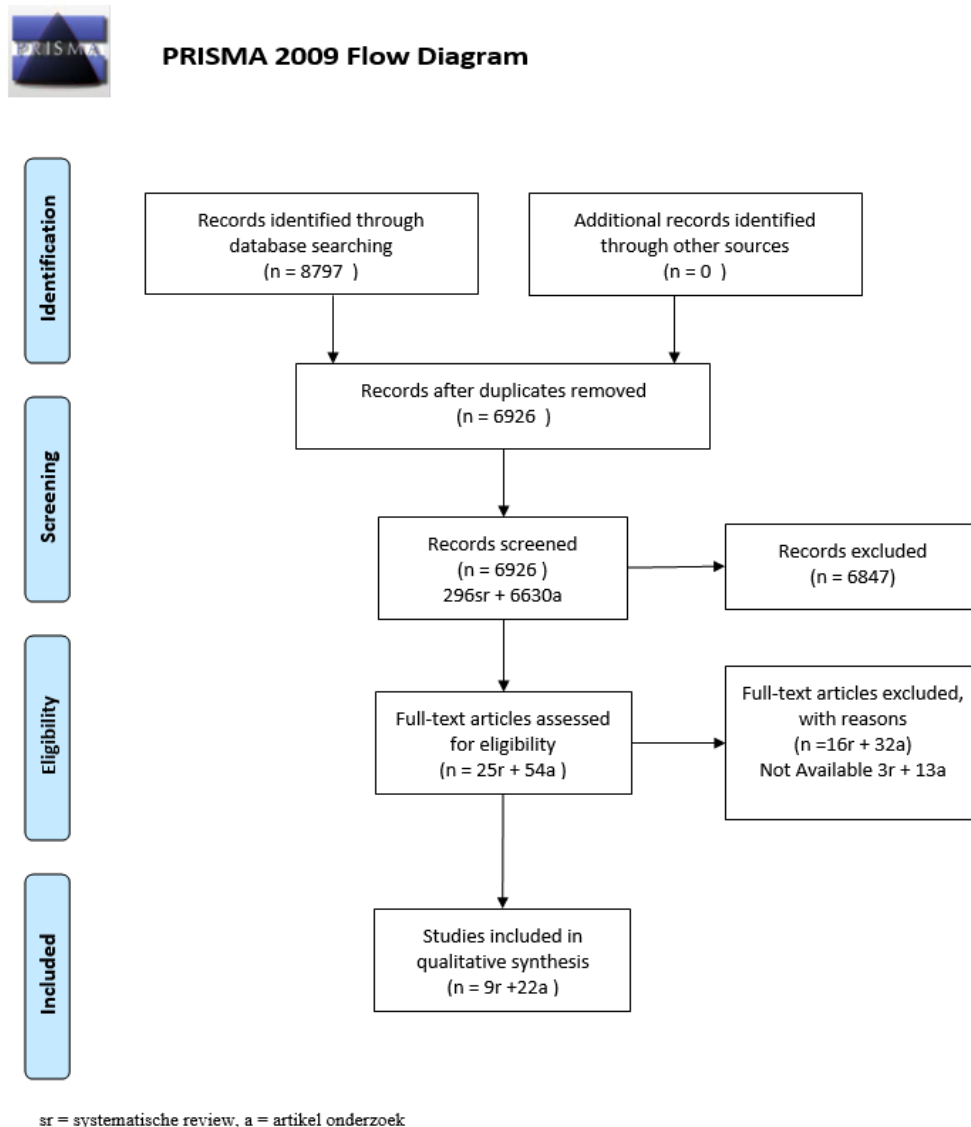 PRISMA
PRISMA 2009 Flow Diagram
Identification
Records identified through
database searching
(n = 8797 )
Additional records identified
through other sources
(n = 0 )
Records after duplicates removed
(n = 6926 )
Screening
Records screened
(n = 6926 )
296sr + 6630a
Records excluded
(n = 6847)
Eligibility
Full-text articles assessed
for eligibility
(n = 25r + 54a )
Full-text articles excluded,
with reasons
(n =16r + 32a)
Not Available 3r + 13a
Included
Studies included in
qualitative synthesis
(n = 9r +22a )
sr = systematische review, a = artikel onderzoek